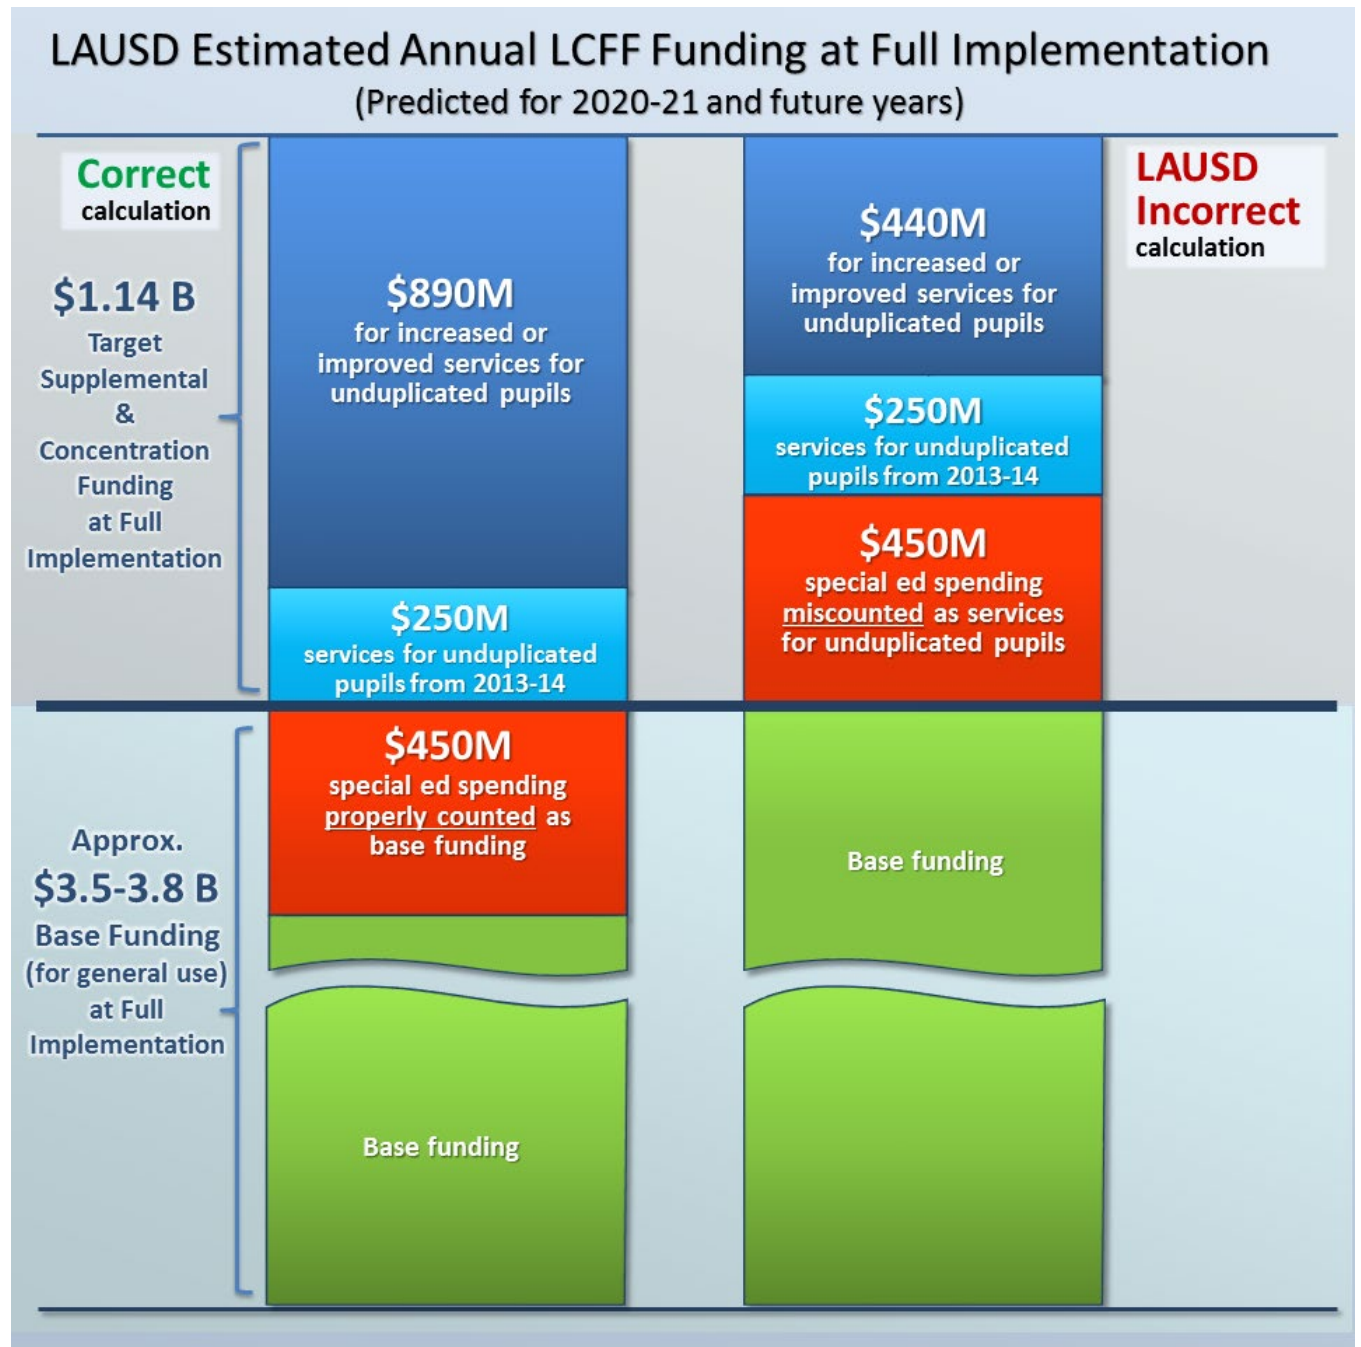 LAUSD Estimated Annual LCFF Funding at Full Implementation
(Predicted for 2020-21 and future years)
Correct
calculation
$1.14 B
Target
Supplemental
&
Concentration
Funding
at Full
Implementation
$890M
for increased or
improved services for
unduplicated pupils
$250M
services for unduplicated
pupils from 2013-14
$440M
for increased or
improved services for
unduplicated pupils
$250M
services for unduplicated
pupils from 2013-14
$450M
special ed spending
miscounted as services
for unduplicated pupils
LAUSD
Incorrect
calculation
Approx.
$3.5-3.8 B
Base Funding
(for general use)
at Full
Implementation
$450M
special ed spending
properly counted as
base funding
Base funding
Base funding